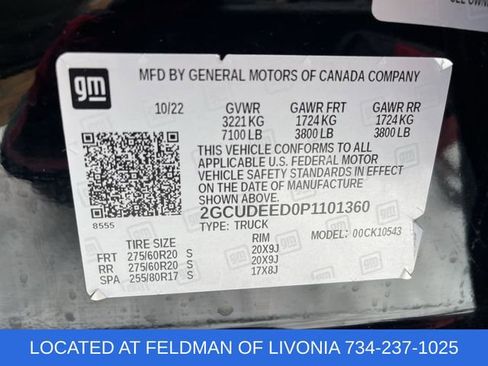 SEE OWN
gm
MFD BY GENERAL MOTORS OF CANADA COMPANY
10/22 GVWR GAWR FRT GAWR RR
3221 KG 1724 KG 1724 KG
7100 LB 3800 LB 3800 LB
THIS VEHICLE CONFORMS TO ALL
APPLICABLE U.S. FEDERAL MOTOR
VEHICLE SAFETY STANDARDS IN EFFECT
ON THE DATE OF MANUFACTURE
SHOWN ABOVE.
2GCUDEED0P1101360
8555
TYPE: TRUCK MODEL: 00CK10543
TIRE SIZE RIM
FRT 275/60R20 S 20X9J
RR 275/60R20 S 20X9J
SPA 255/80R17 S 17X8J
LOCATED AT FELDMAN OF LIVONIA 734-237-1025